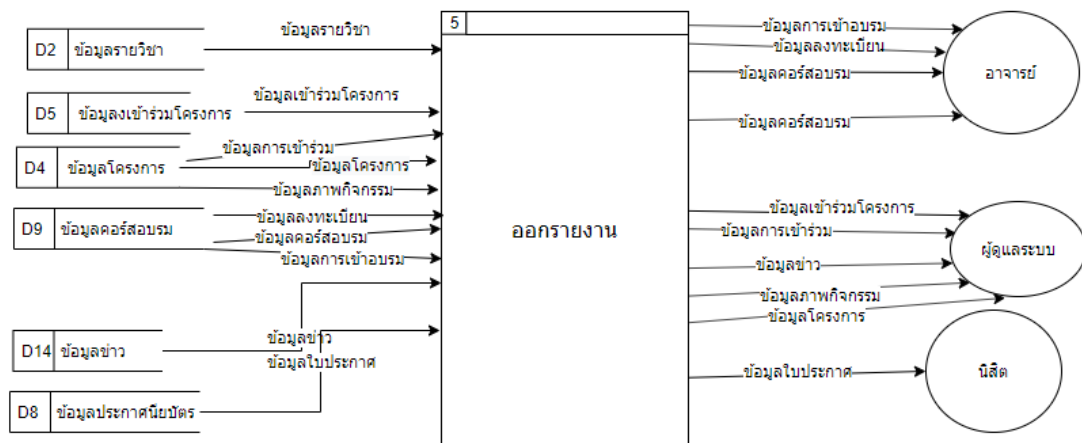 D2 ข้อมูลรายวิชา
ข้อมูลรายวิชา
D5 ข้อมูลงเข้าร่วมโครงการ
ข้อมูลเข้าร่วมโครงการ
D4 ข้อมูลโครงการ
ข้อมูลการเข้าร่วม
ข้อมูลโครงการ
ข้อมูลภาพกิจกรรม
D9 ข้อมูลคอร์สอบรม
ข้อมูลลงทะเบียน
ข้อมูลคอร์สอบรม
ข้อมูลการเข้าอบรม
D14 ข้อมูลข่าว
ข้อมูลข่าว
ข้อมูลใบประกาศ
D8 ข้อมูลประกาศนียบัตร
5
ออกรายงาน
ข้อมูลการเข้าอบรม
ข้อมูลลงทะเบียน
ข้อมูลคอร์สอบรม
ข้อมูลคอร์สอบรม
อาจารย์
ข้อมูลเข้าร่วมโครงการ
ข้อมูลการเข้าร่วม
ข้อมูลข่าว
ข้อมูลภาพกิจกรรม
ข้อมูลโครงการ
ผู้ดูแลระบบ
ข้อมูลใบประกาศ
นิสิต